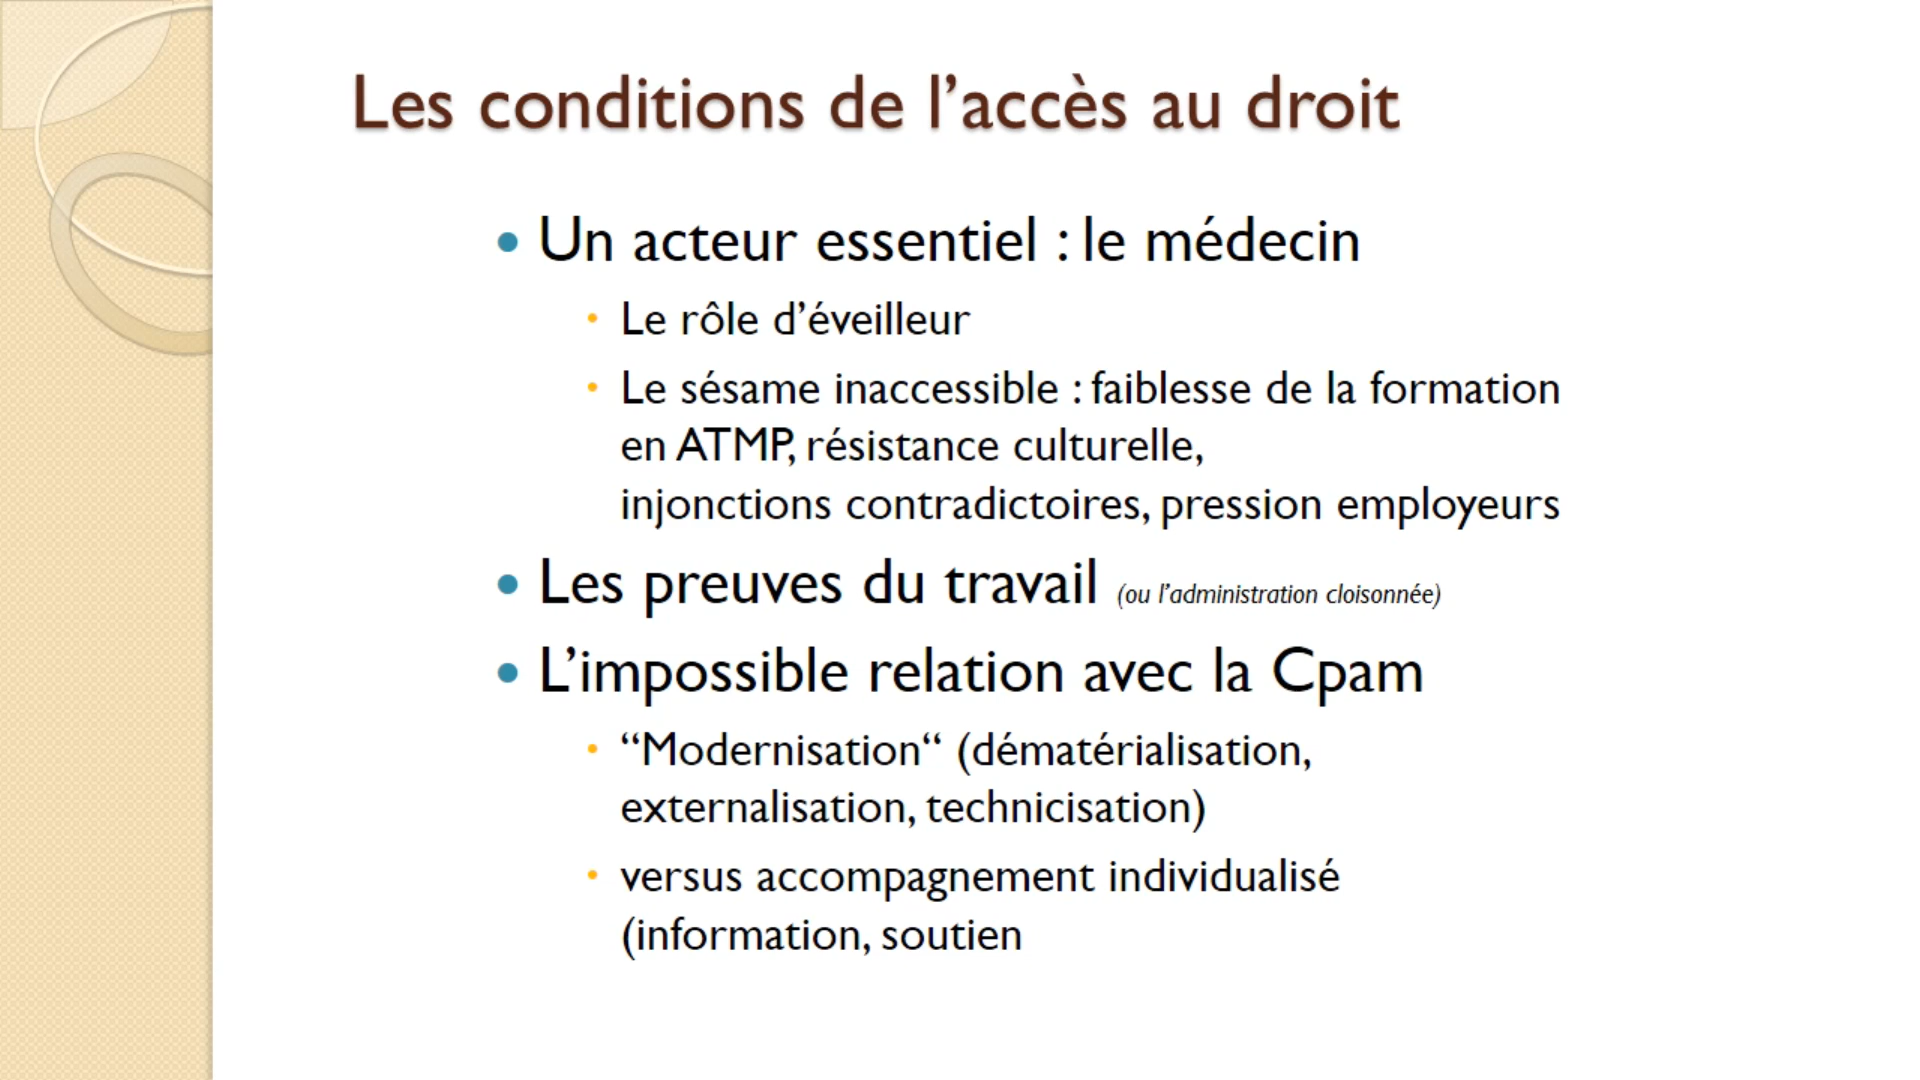 Les conditions de l’accès au droit
• Un acteur essentiel : le médecin
• Le rôle d’éveilleur
• Le sésame inaccessible : faiblesse de la formation
en ATMP, résistance culturelle,
injonctions contradictoires, pression employeurs
• Les preuves du travail (ou l’administration cloisonnée)
• L’impossible relation avec la Cpam
• “Modernisation“ (dématérialisation,
externalisation, technicisation)
• versus accompagnement individualisé
(information, soutien